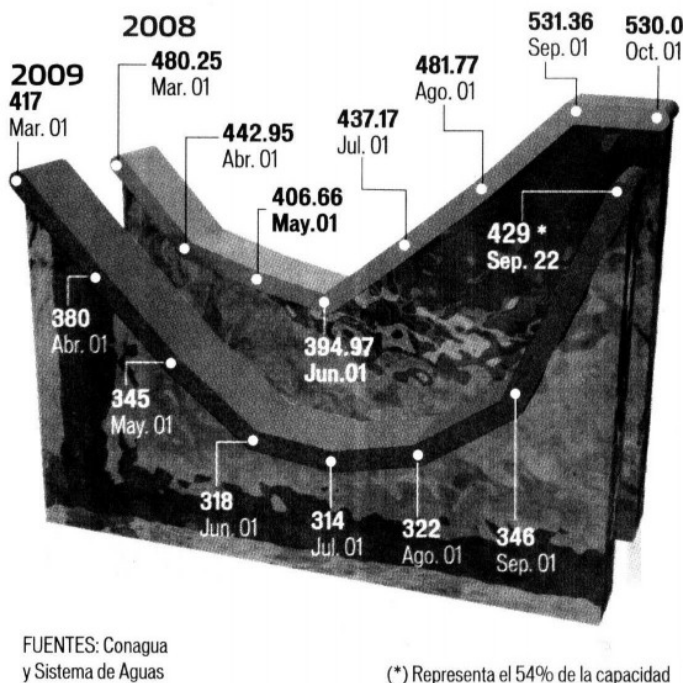 2008
480.25
Mar. 01
442.95
Abr. 01
406.66
May.01
394.97
Jun.01
437.17
Jul. 01
481.77
Ago. 01
531.36
Sep. 01
530.0
Oct. 01
2009
417
Mar. 01
380
Abr. 01
345
May. 01
318
Jun. 01
314
Jul. 01
322
Ago. 01
346
Sep. 01
429 *
Sep. 22
FUENTES: Conagua
y Sistema de Aguas
(*) Representa el 54% de la capacidad